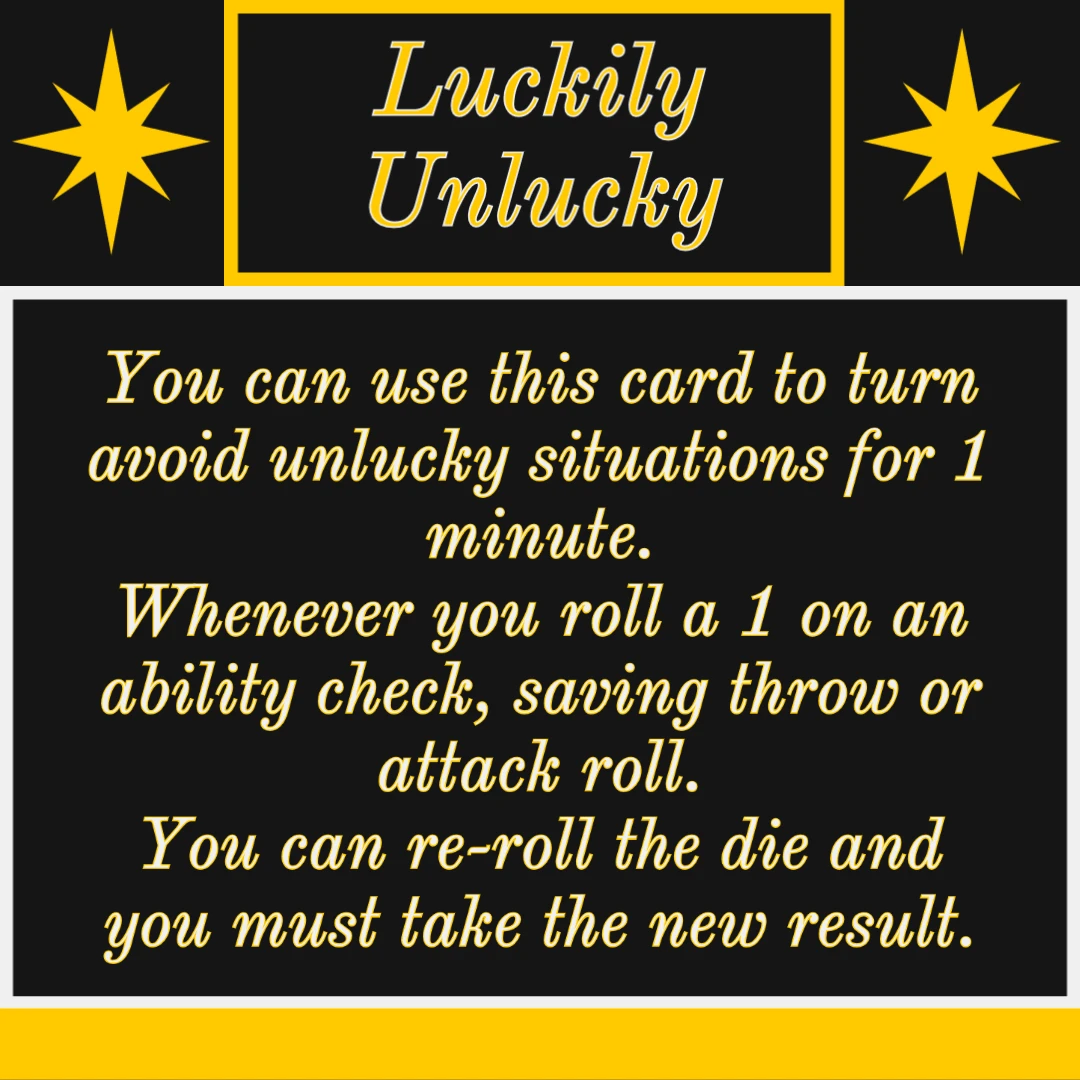 Luckily
Unlucky
You can use this card to turn
avoid unlucky situations for 1
minute.
Whenever you roll a 1 on an
ability check, saving throw or
attack roll.
You can re-roll the die and
you must take the new result.